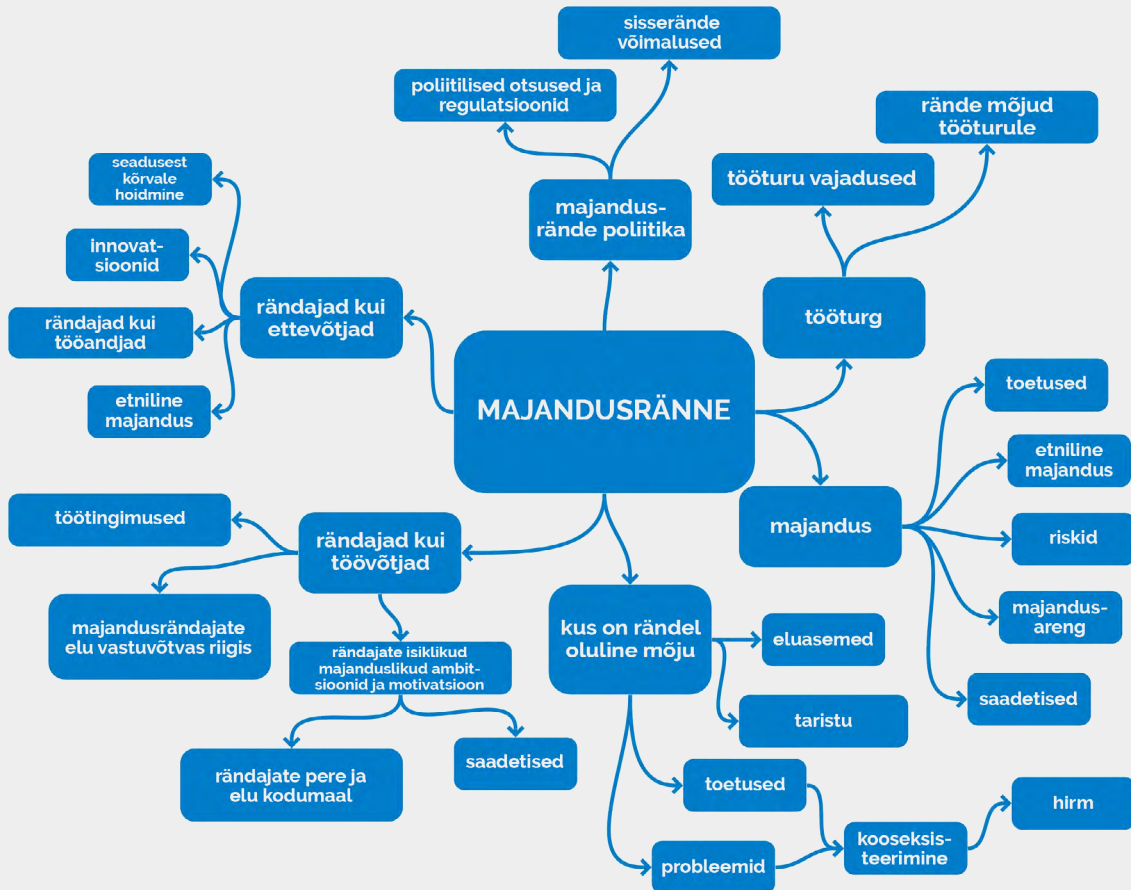 sisserände
võimalused
poliitilised otsused ja
regulatsioonid
rände mõjud
tööturule
seadusest
kõrvale
hoidmine
tööturu vajadused
majandus-
rände poliitika
innovat-
sioonid
rändajad kui
ettevõtjad
tööturg
rändajad kui
tööandjad
MAJANDUSRÄNNE
toetused
etniline
majandus
etniline
majandus
majandus
riskid
töötingimused
rändajad kui
töövõtjad
majandus-
areng
majandusrändajate
elu vastuvõtvas riigis
kus on rändel
oluline mõju
eluasemed
rändajate isiklikud
majanduslikud ambit-
sioonid ja motivatsioon
saadetised
taristu
rändajate pere ja
elu kodumaal
saadetised
toetused
hirm
kooseksis-
teerimine
probleemid